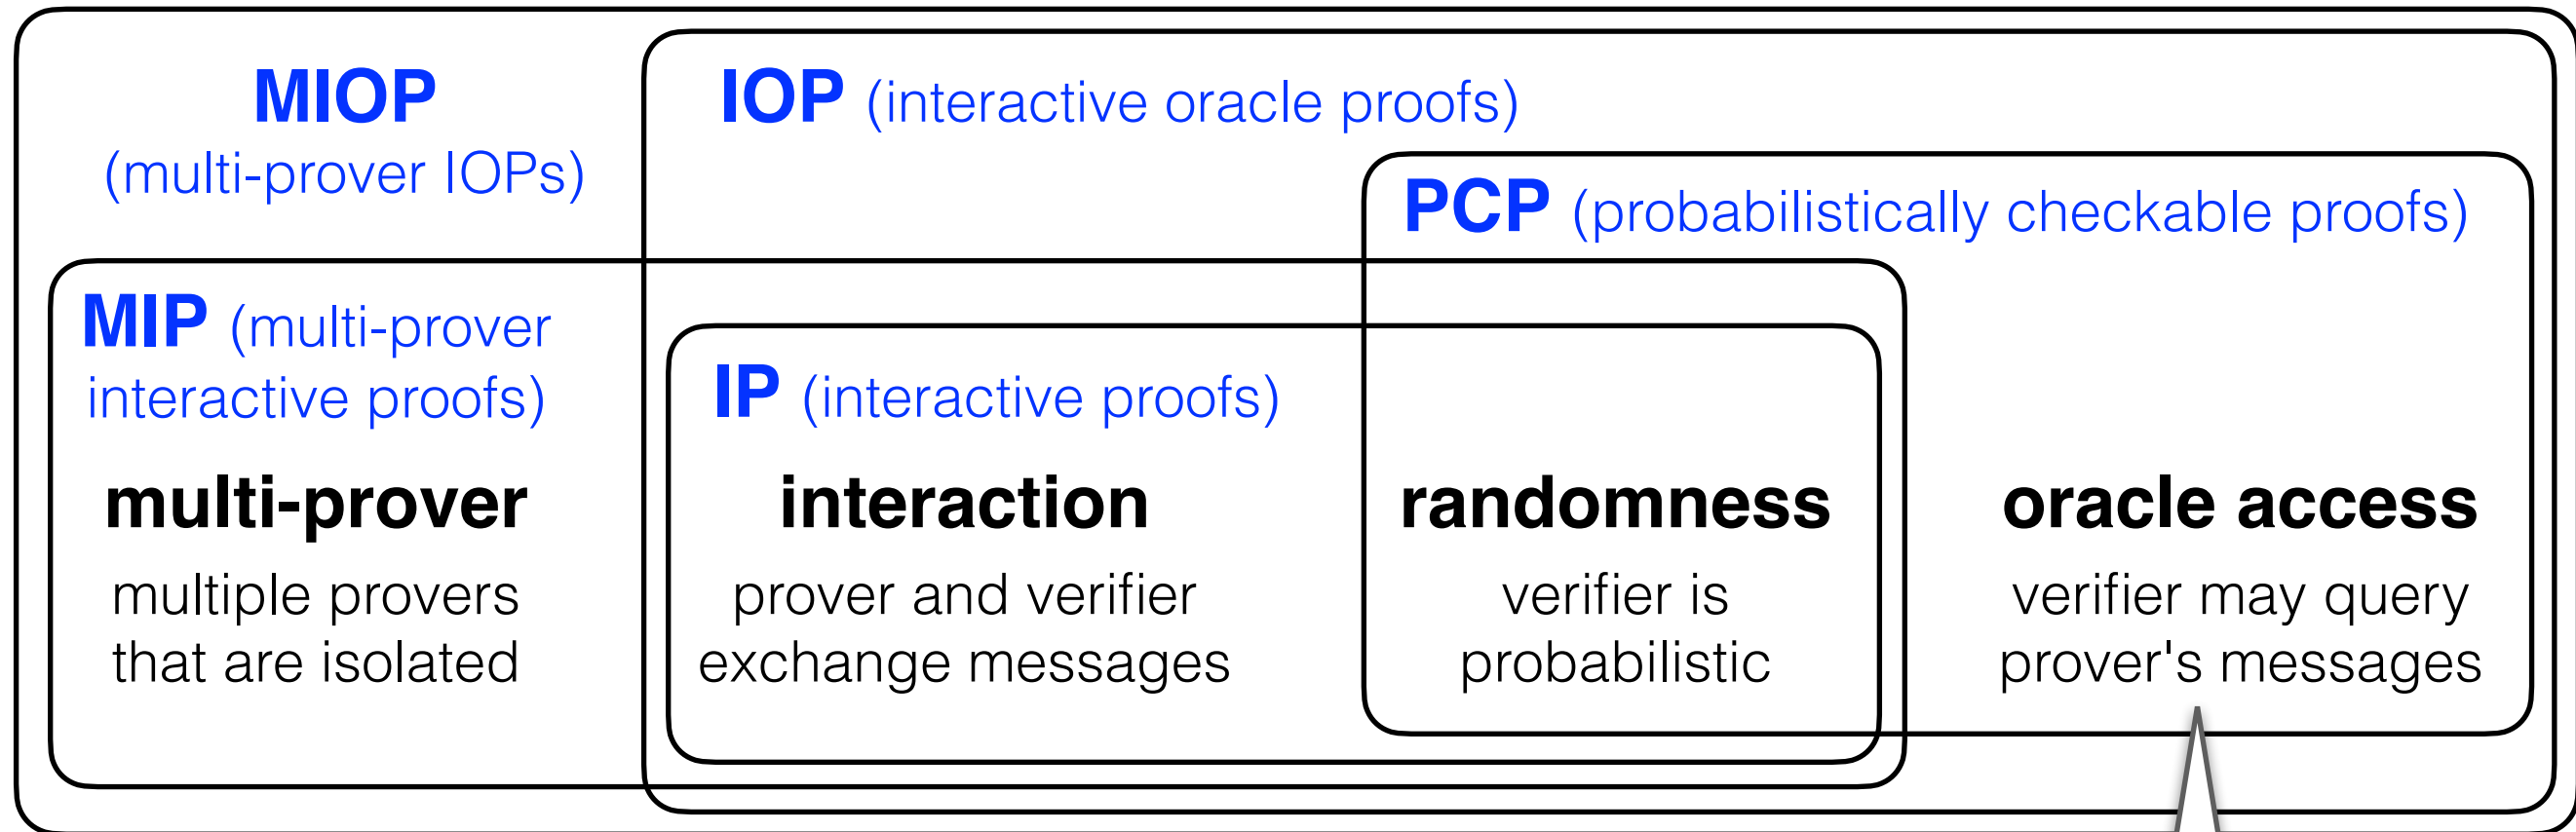 MIOP
(multi-prover IOPs)
IOP (interactive oracle proofs)
PCP (probabilistically checkable proofs)
MIP (multi-prover
interactive proofs)
IP (interactive proofs)
multi-prover
multiple provers
that are isolated
interaction
prover and verifier
exchange messages
randomness
verifier is
probabilistic
oracle access
verifier may query
prover's messages